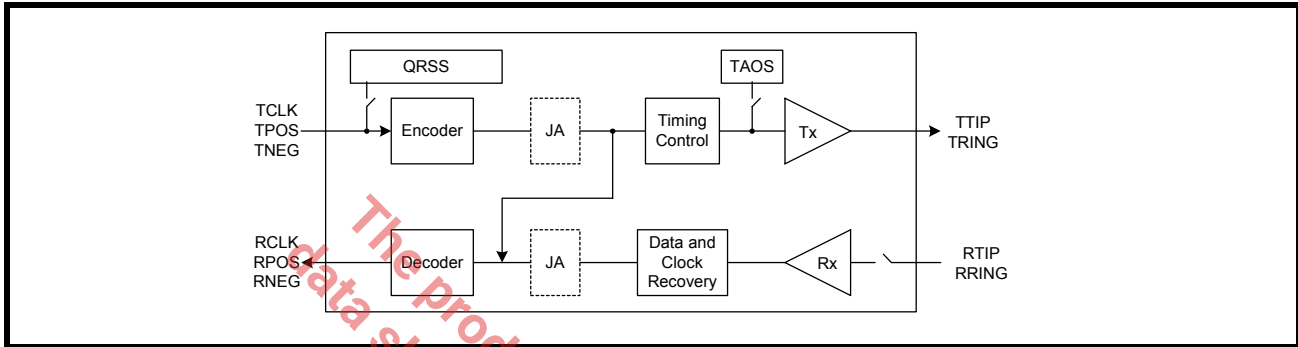 QRSS
TAOS
TCLK
TPOS
TNEG
Encoder
JA
Timing
Control
Tx
TTIP
TRING
RCLK
RPOS
RNEG
Decoder
JA
Data and
Clock
Recovery
Rx
RTIP
RRING
The prod
data sh